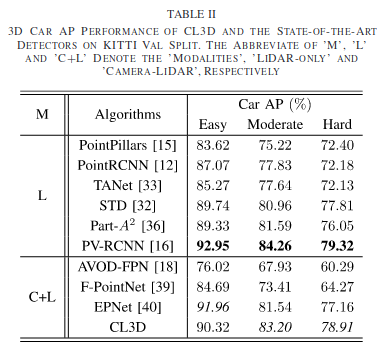 TABLE II
3D CAR AP PERFORMANCE OF CL3D AND THE STATE-OF-THE-ART
DETECTORS ON KITTI VAL SPLIT. THE ABBREVIATE OF 'M', 'L'
AND 'C+L' DENOTE THE 'MODALITIES', 'LIDAR-ONLY' AND
'CAMERA-LIDAR', RESPECTIVELY
M Algorithms Car AP (%)
Easy Moderate Hard
L
PointPillars [15] 83.62 75.22 72.40
PointRCNN [12] 87.07 77.83 72.18
TANet [33] 85.27 77.64 72.13
STD [32] 89.74 80.96 77.81
Part-A² [36] 89.33 81.59 76.05
PV-RCNN [16] 92.95 84.26 79.32
C+L
AVOD-FPN [18] 76.02 67.93 60.29
F-PointNet [39] 84.69 73.41 64.27
EPNet [40] 91.96 81.54 77.16
CL3D 90.32 83.20 78.91